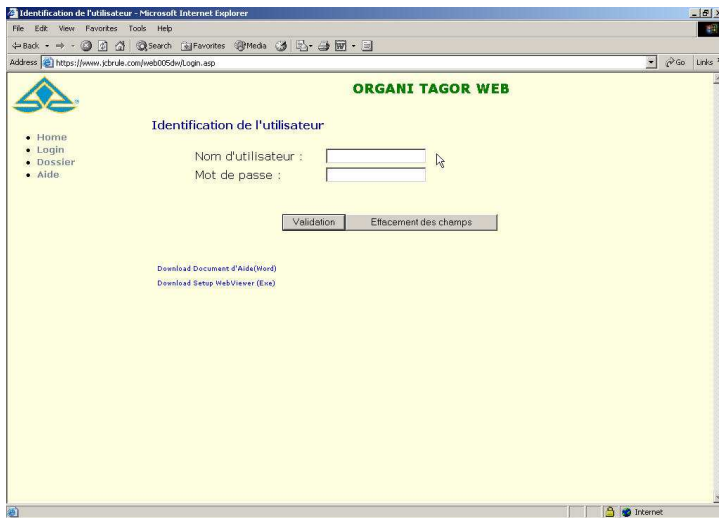 Identification de l'utilisateur - Microsoft Internet Explorer
File Edit View Favorites Tools Help
Back Search Favorites Media
Address https://www.jcbrule.com/web005dw/Login.asp Go Links
ORGANI TAGOR WEB
Identification de l'utilisateur
Home
Login
Dossier
Aide
Nom d'utilisateur :
Mot de passe :
Validation Effacement des champs
Download Document d'Aide(Word)
Download Setup WebViewer (Exe)
Internet